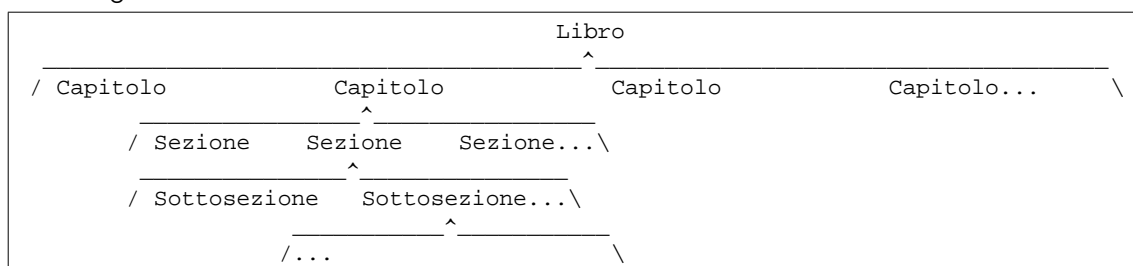 Libro
/ Capitolo Capitolo Capitolo Capitolo... \
/ Sezione Sezione Sezione...\
/ Sottosezione Sottosezione...\
/... \